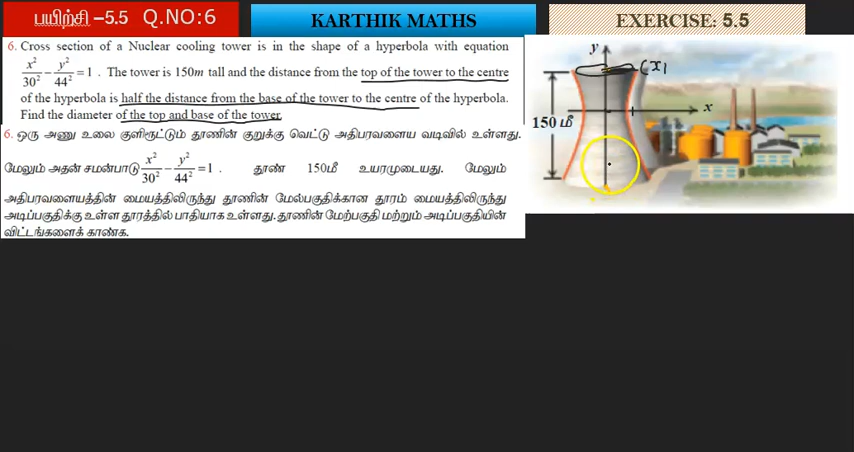 பயிற்சி –5.5 Q.NO:6
KARTHIK MATHS
EXERCISE: 5.5
6. Cross section of a Nuclear cooling tower is in the shape of a hyperbola with equation
x²/30² − y²/44² = 1 . The tower is 150m tall and the distance from the top of the tower to the centre
of the hyperbola is half the distance from the base of the tower to the centre of the hyperbola.
Find the diameter of the top and base of the tower.
6. ஒரு அணு உலை குளிரூட்டும் தூணின் குறுக்கு வெட்டு அதிபரவளைய வடிவில் உள்ளது.
மேலும் அதன் சமன்பாடு x²/30² − y²/44² = 1 . தூண் 150மீ உயரமுடையது. மேலும்
அதிபரவளையத்தின் மையத்திலிருந்து தூணின் மேல்பகுதிக்கான தூரம் மையத்திலிருந்து
அடிப்பகுதிக்கு உள்ள தூரத்தில் பாதியாக உள்ளது. தூணின் மேற்பகுதி மற்றும் அடிப்பகுதியின்
விட்டங்களைக் காண்க.
y
(x₁
x
150 மீ